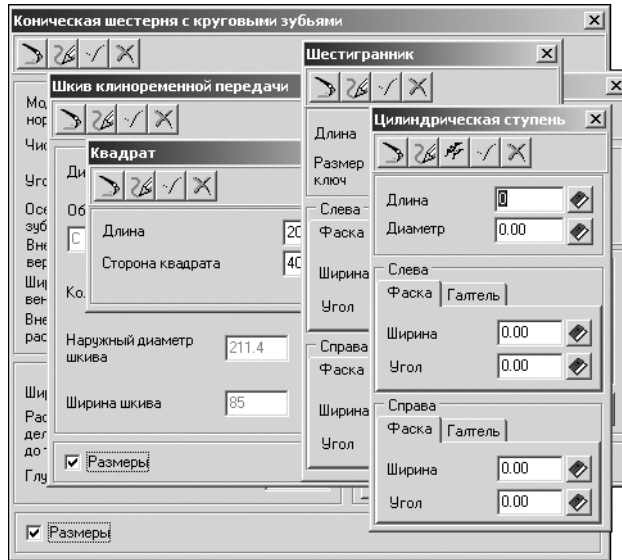 Коническая шестерня с круговыми зубьями
Шестигранник
Шкив клиноременной передачи
Цилиндрическая ступень
Квадрат
Длина
Размер
ключ
Длина
0
Диаметр
0.00
Длина
20
Сторона квадрата
40
Слева
Фаска
Ширина
Угол
Слева
Фаска
Галтель
Ширина
0.00
Угол
0.00
Наружный диаметр
шкива
211.4
Ширина шкива
85
Справа
Фаска
Ширина
Угол
Справа
Фаска
Галтель
Ширина
0.00
Угол
0.00
Размеры
Размеры